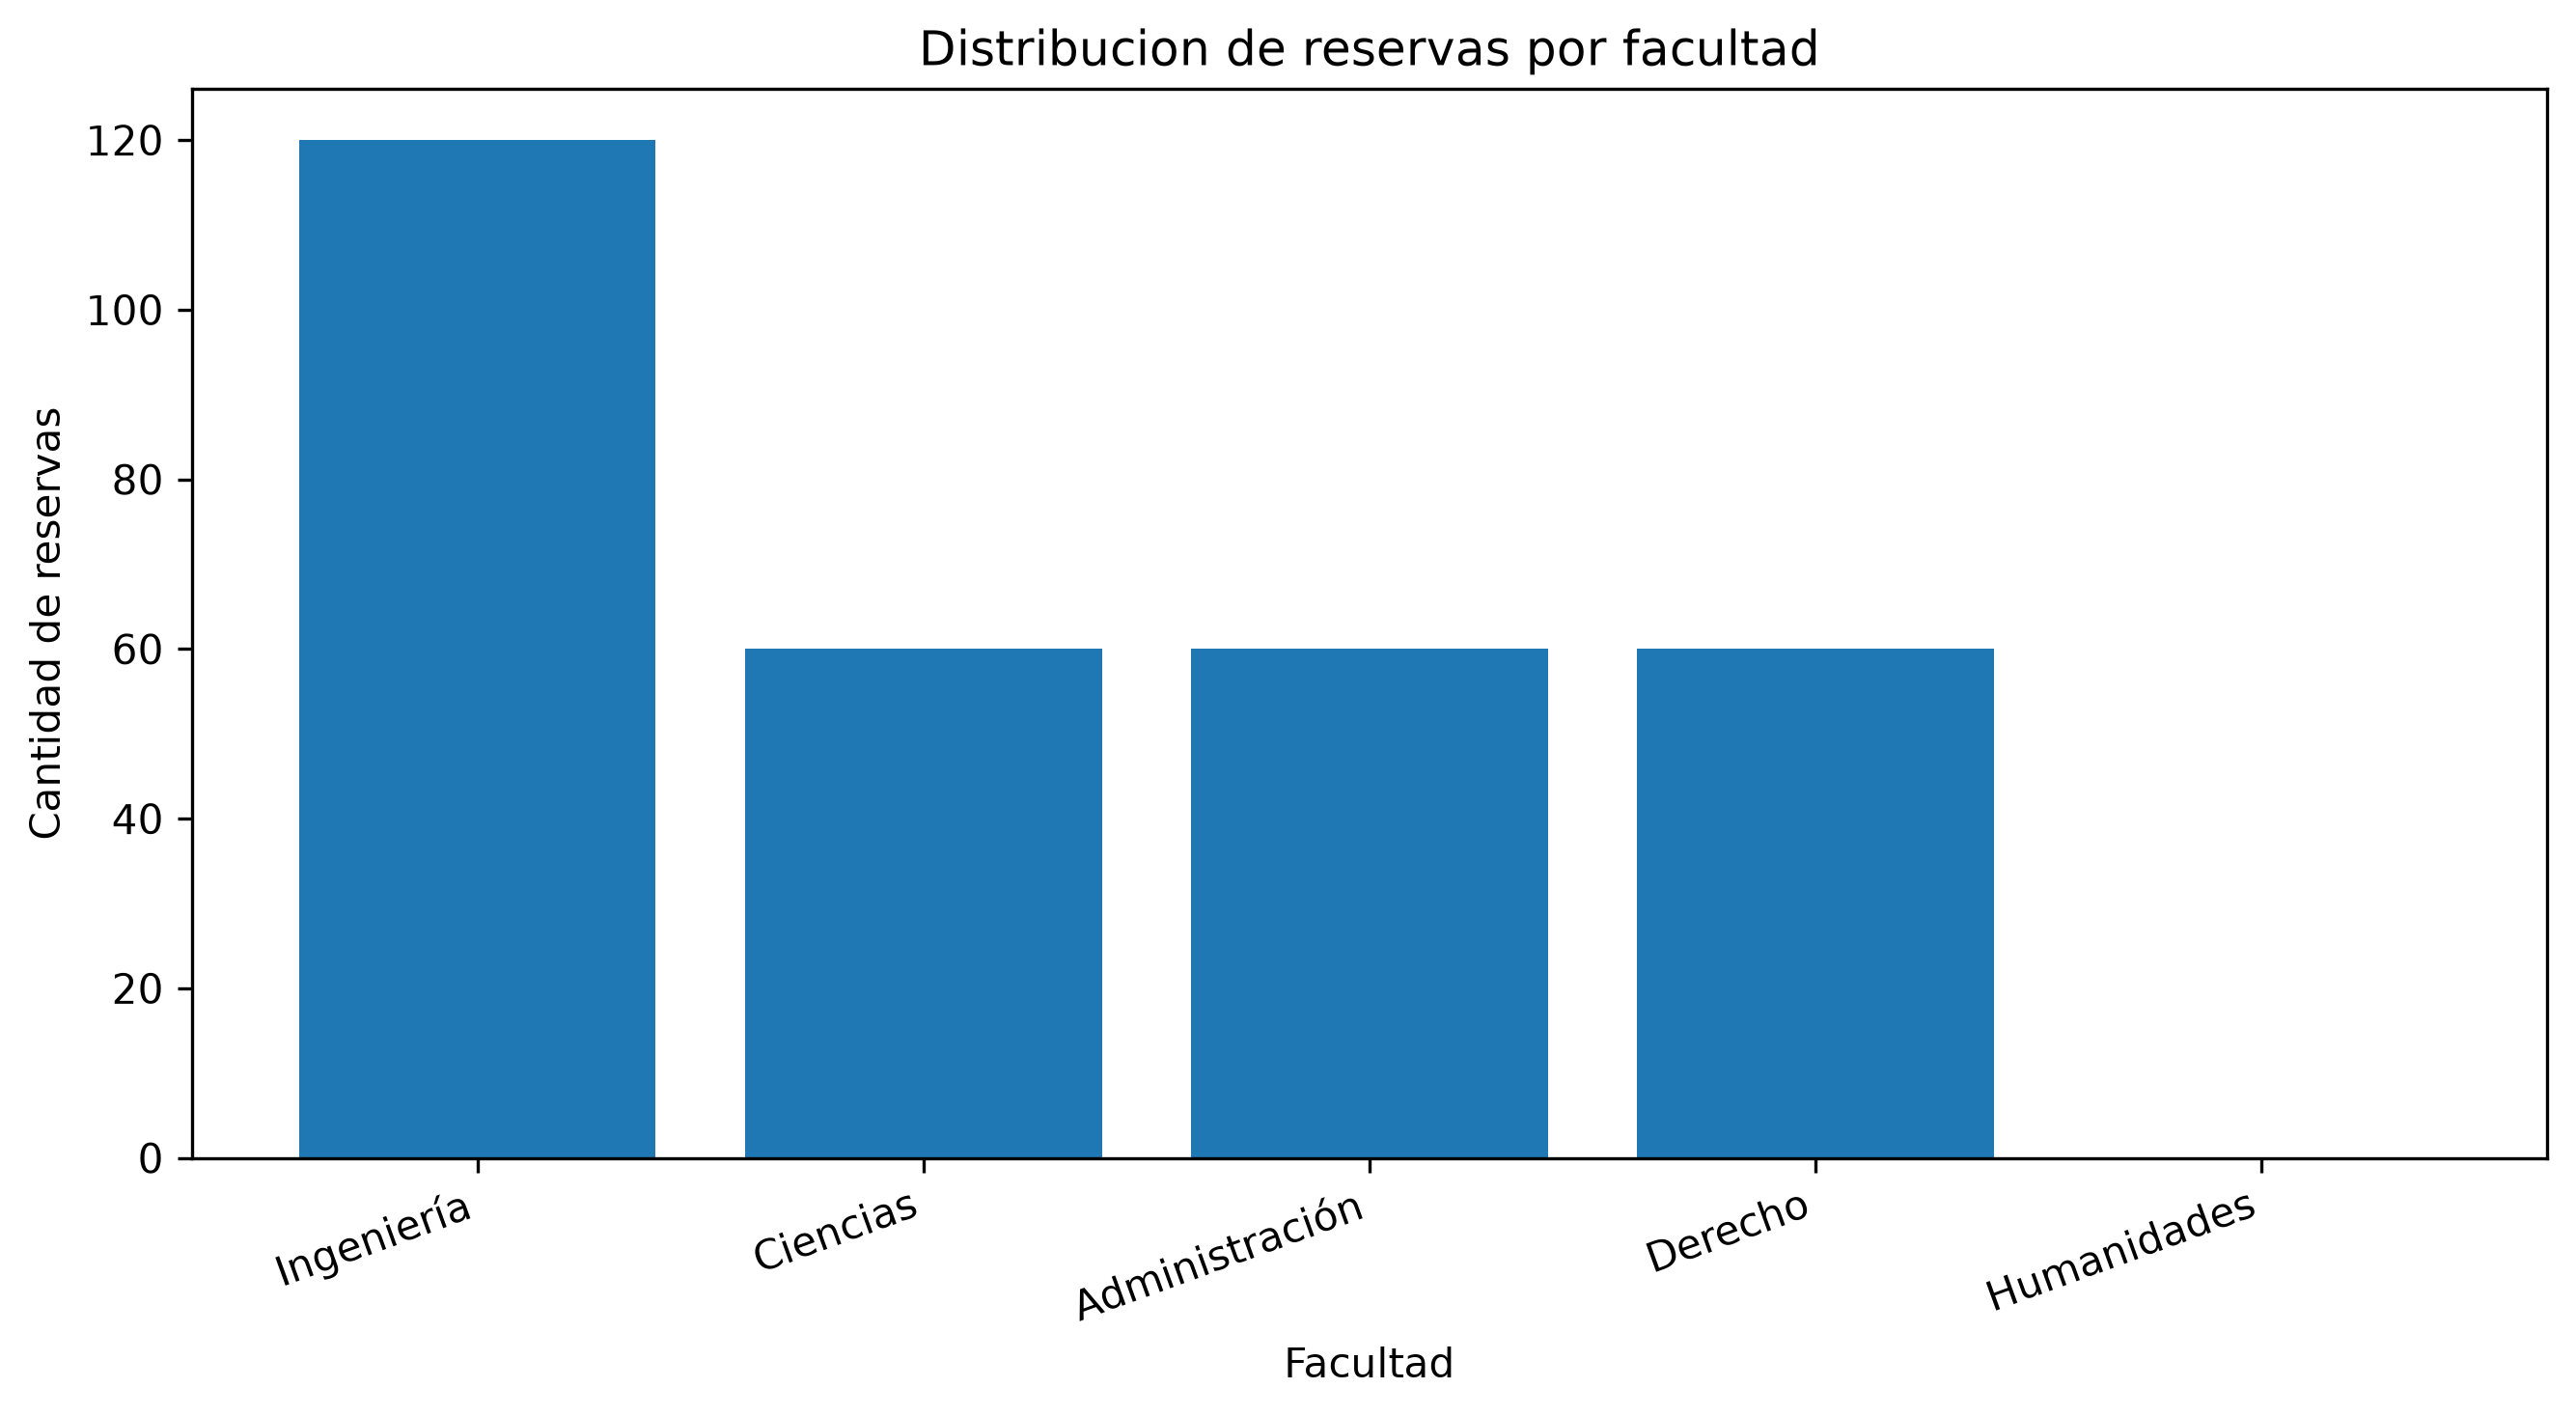 Distribucion de reservas por facultad
120
100
80
60
40
20
0
Cantidad de reservas
Ingeniería
Ciencias
Administración
Derecho
Humanidades
Facultad